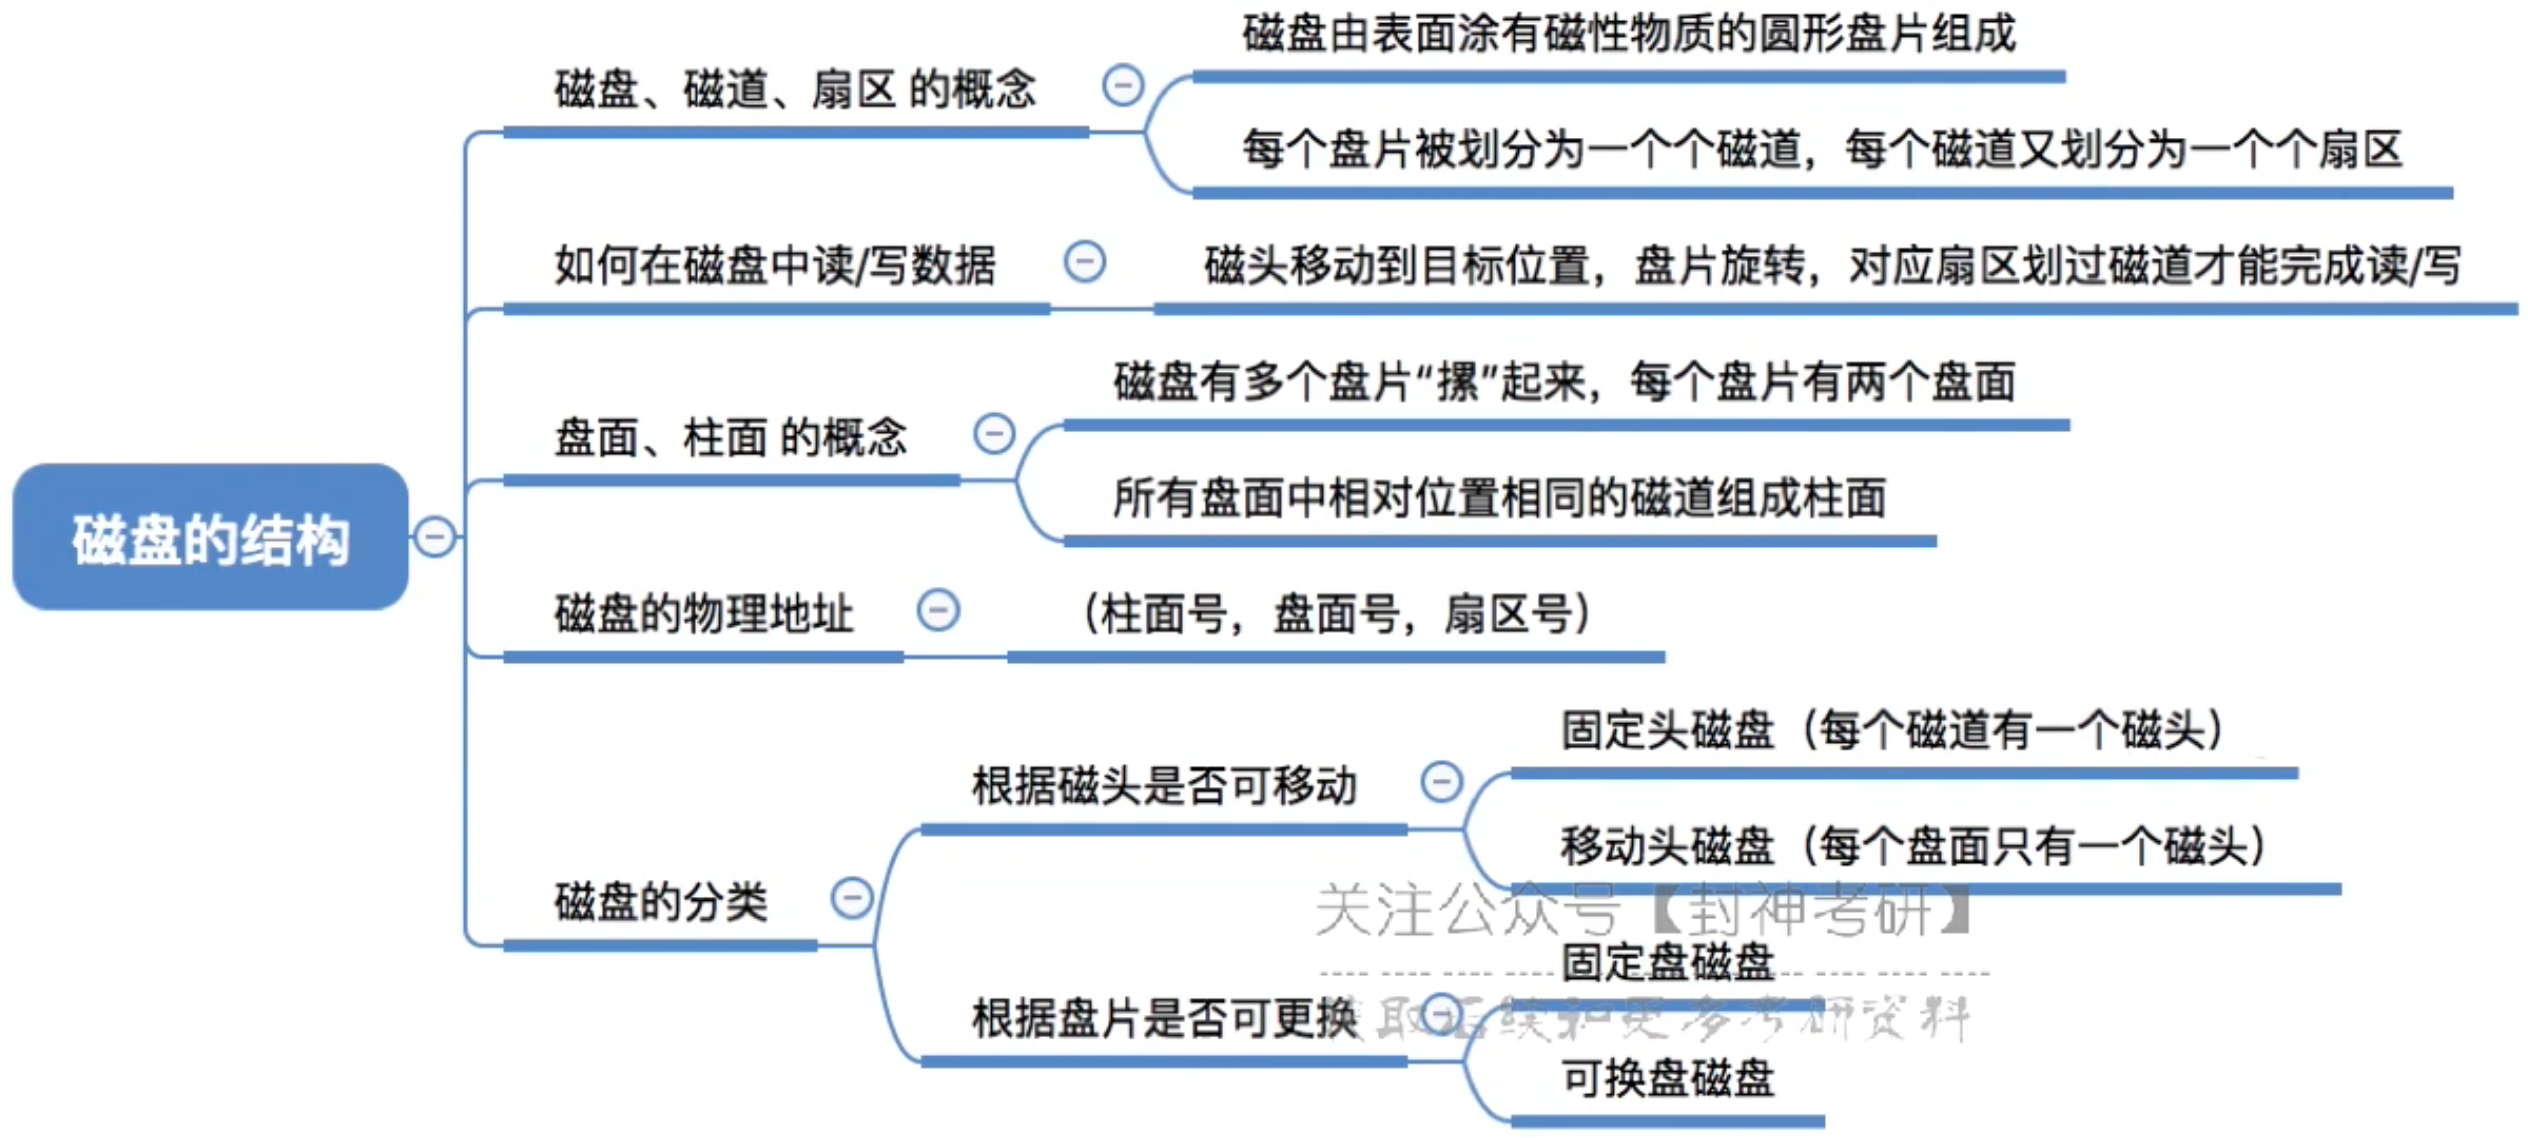 磁盘的结构
磁盘、磁道、扇区 的概念
磁盘由表面涂有磁性物质的圆形盘片组成
每个盘片被划分为一个个磁道，每个磁道又划分为一个个扇区
如何在磁盘中读/写数据
磁头移动到目标位置，盘片旋转，对应扇区划过磁道才能完成读/写
盘面、柱面 的概念
磁盘有多个盘片“摞”起来，每个盘片有两个盘面
所有盘面中相对位置相同的磁道组成柱面
磁盘的物理地址
（柱面号，盘面号，扇区号）
磁盘的分类
根据磁头是否可移动
固定头磁盘（每个磁道有一个磁头）
移动头磁盘（每个盘面只有一个磁头）
关注公众号【封神考研】
根据盘片是否可更换
固定盘磁盘
取后续和更多考研资料
可换盘磁盘